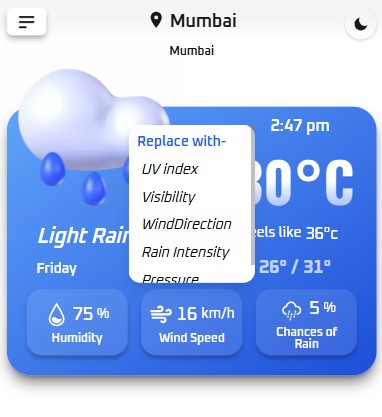 Mumbai
Mumbai
2:47 pm
Replace with-
UV index
Visibility
WindDirection
Rain Intensity
Pressure
30°C
Light Rain
eels like 36°c
Friday
26° / 31°
75 %
Humidity
16 km/h
Wind Speed
5 %
Chances of
Rain